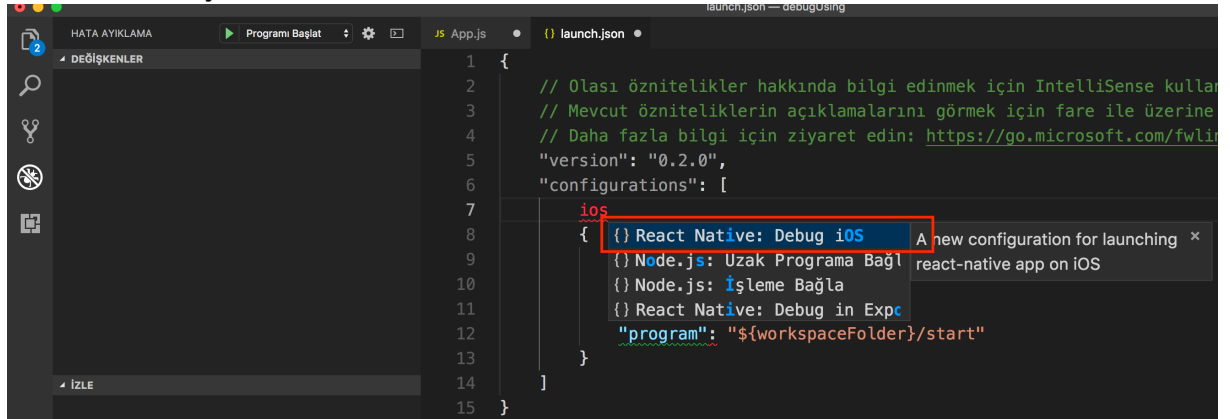 launch.json — debugUsing
2
HATA AYIKLAMA
Programı Başlat
JS App.js
{} launch.json
DEĞİŞKENLER
1 {
2 // Olası öznitelikler hakkında bilgi edinmek için IntelliSense kullan
3 // Mevcut özniteliklerin açıklamalarını görmek için fare ile üzerine
4 // Daha fazla bilgi için ziyaret edin: https://go.microsoft.com/fwlin
5 "version": "0.2.0",
6 "configurations": [
7 ios
8 {
{} React Native: Debug iOS
A new configuration for launching ×
react-native app on iOS
9 {} Node.js: Uzak Programa Bağl
10 {} Node.js: İşleme Bağla
11 {} React Native: Debug in Expo
12 "program": "${workspaceFolder}/start"
13 }
14 ]
15 }
İZLE